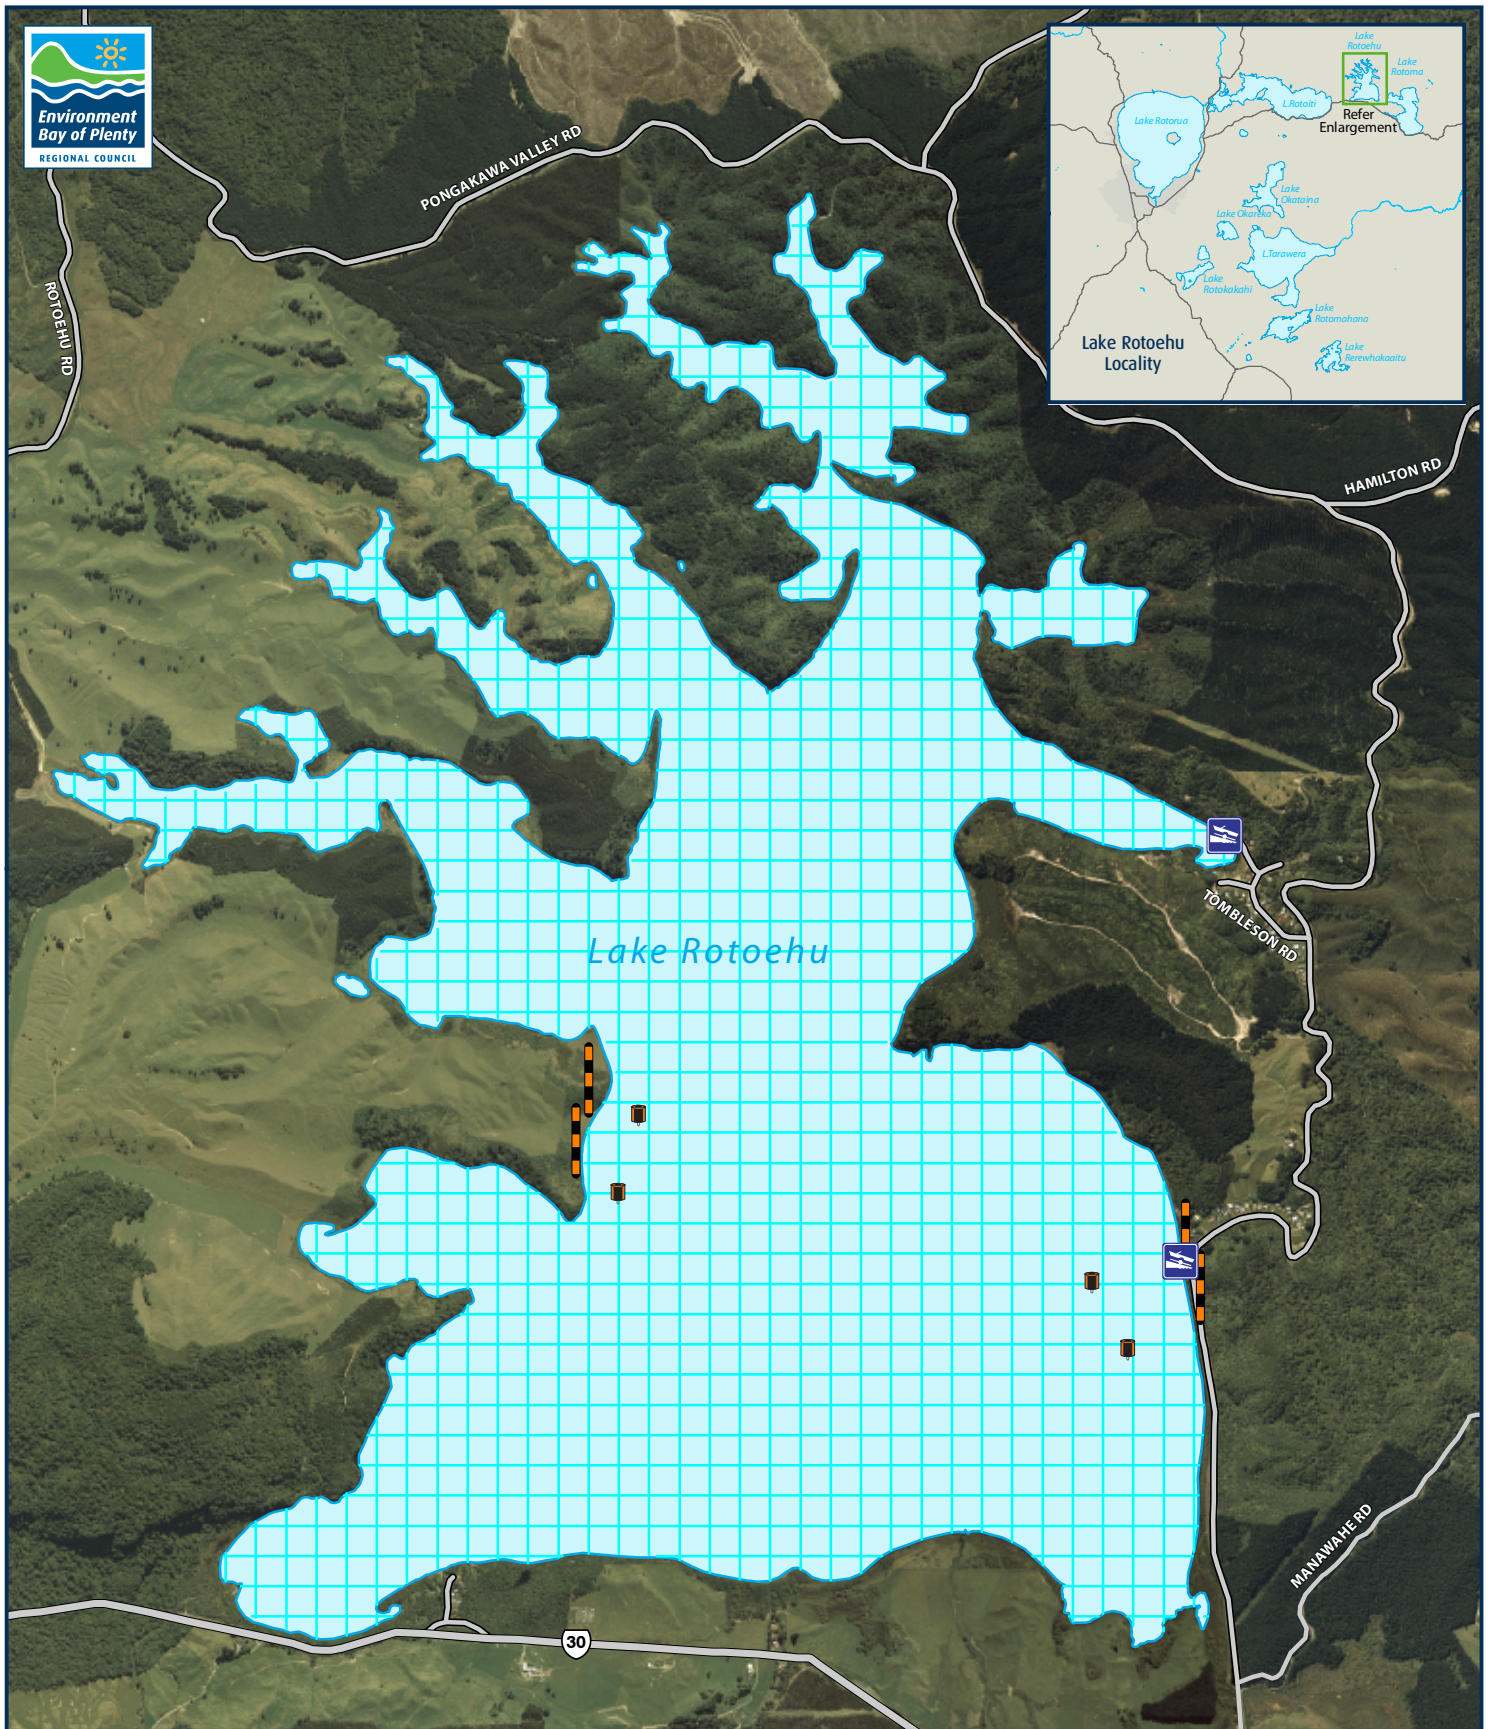 Environment
Bay of Plenty
REGIONAL COUNCIL
PONGAKAWA VALLEY RD
ROTOEHU RD
Lake
Rotoehu
Lake
Rotoma
L.Rotoiti
Lake Rotorua
Refer
Enlargement
Lake
Okataina
Lake Okareka
L.Tarawera
Lake
Rotokakahi
Lake
Rotomahana
Lake
Rerewhakaaitu
Lake Rotoehu
Locality
HAMILTON RD
TOMBLESON RD
Lake Rotoehu
MANAWAHE RD
30